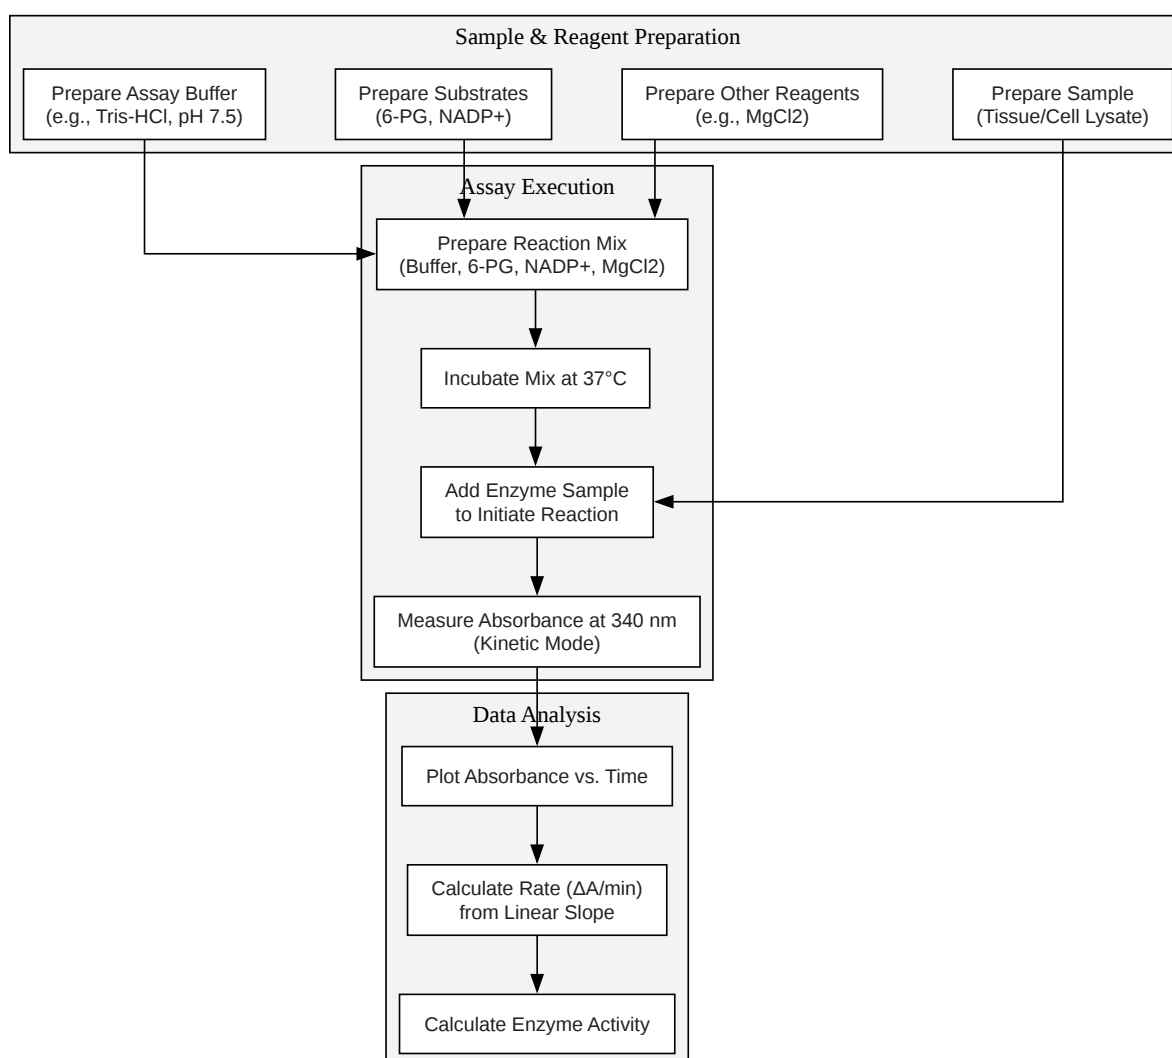 Sample & Reagent Preparation
Prepare Assay Buffer
(e.g., Tris-HCl, pH 7.5)
Prepare Substrates
(6-PG, NADP+)
Prepare Other Reagents
(e.g., MgCl2)
Prepare Sample
(Tissue/Cell Lysate)
Assay Execution
Prepare Reaction Mix
(Buffer, 6-PG, NADP+, MgCl2)
Incubate Mix at 37°C
Add Enzyme Sample
to Initiate Reaction
Measure Absorbance at 340 nm
(Kinetic Mode)
Data Analysis
Plot Absorbance vs. Time
Calculate Rate (ΔA/min)
from Linear Slope
Calculate Enzyme Activity